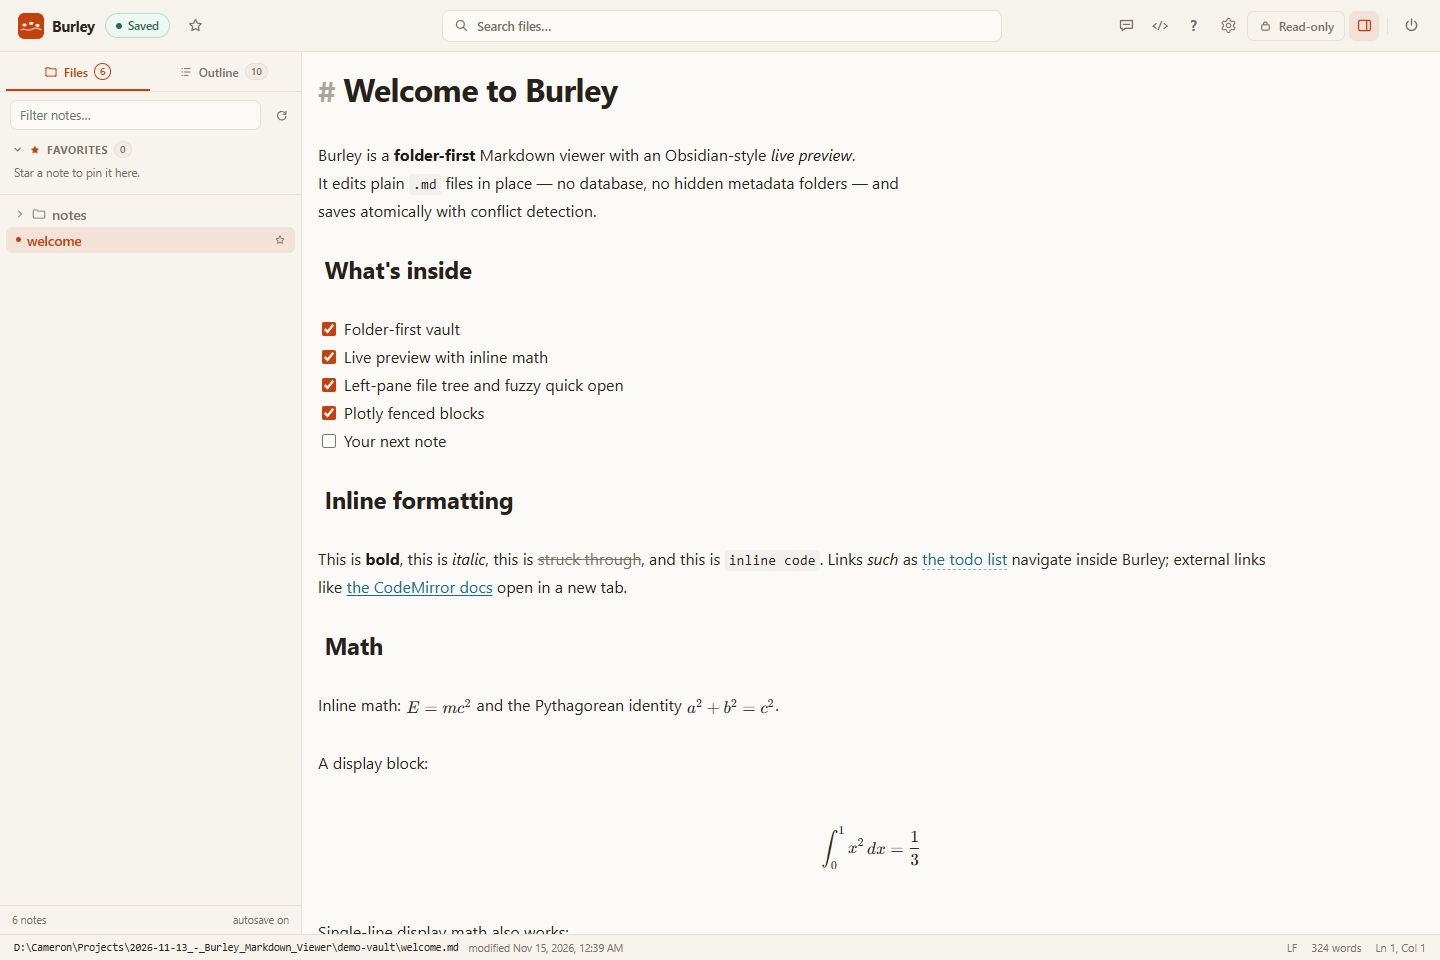 Burley
Saved
Search files...
</>
?
Read-only
Files 6
Outline 10
Filter notes...
FAVORITES 0
Star a note to pin it here.
notes
welcome
6 notes
autosave on
# Welcome to Burley
Burley is a folder-first Markdown viewer with an Obsidian-style live preview.
It edits plain .md files in place — no database, no hidden metadata folders — and
saves atomically with conflict detection.
What's inside
Folder-first vault
Live preview with inline math
Left-pane file tree and fuzzy quick open
Plotly fenced blocks
Your next note
Inline formatting
This is bold, this is italic, this is struck through, and this is inline code. Links such as the todo list navigate inside Burley; external links
like the CodeMirror docs open in a new tab.
Math
Inline math: E = mc² and the Pythagorean identity a² + b² = c².
A display block:
∫₀¹ x² dx = 1/3
Single-line display math also works:
D:\Cameron\Projects\2026-11-13_-_Burley_Markdown_Viewer\demo-vault\welcome.md modified Nov 15, 2026, 12:39 AM
LF 324 words Ln 1, Col 1